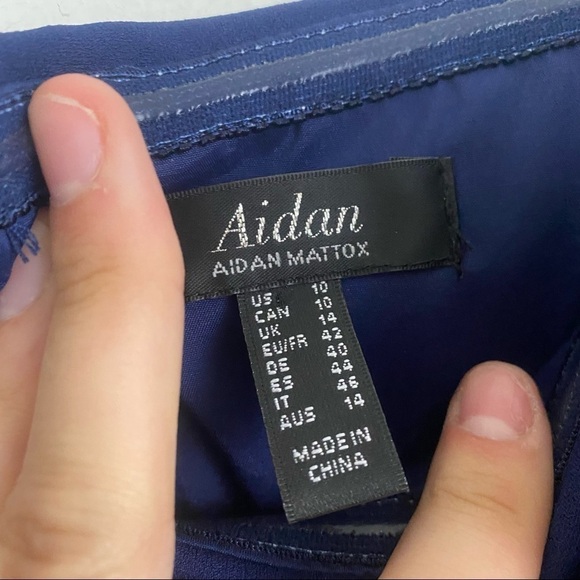 Aidan
AIDAN MATTOX
US 10
CAN 10
UK 14
EU/FR 42
DE 40
ES 44
IT 46
AUS 14
MADE IN
CHINA